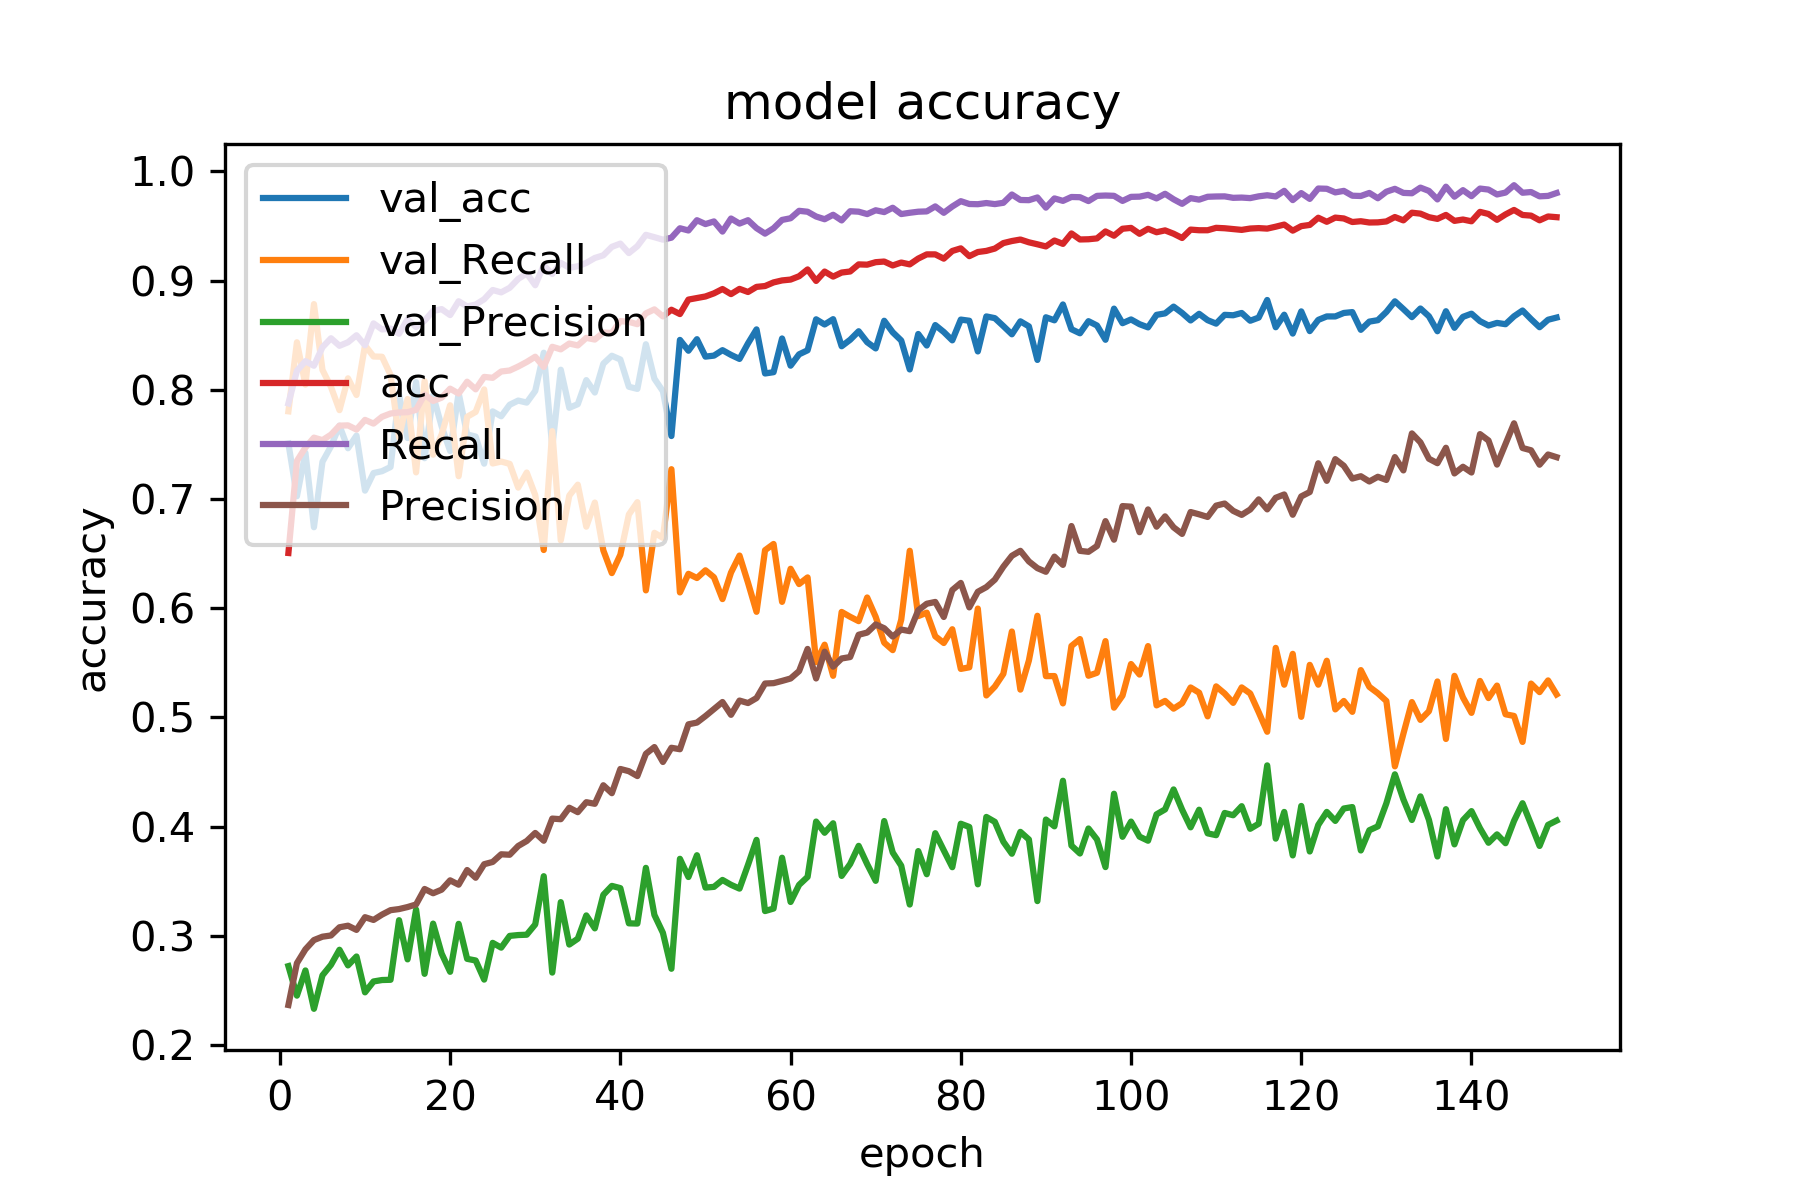 model accuracy
val_acc
val_Recall
val_Precision
acc
Recall
Precision
1.0
0.9
0.8
0.7
0.6
0.5
0.4
0.3
0.2
accuracy
0 20 40 60 80 100 120 140
epoch